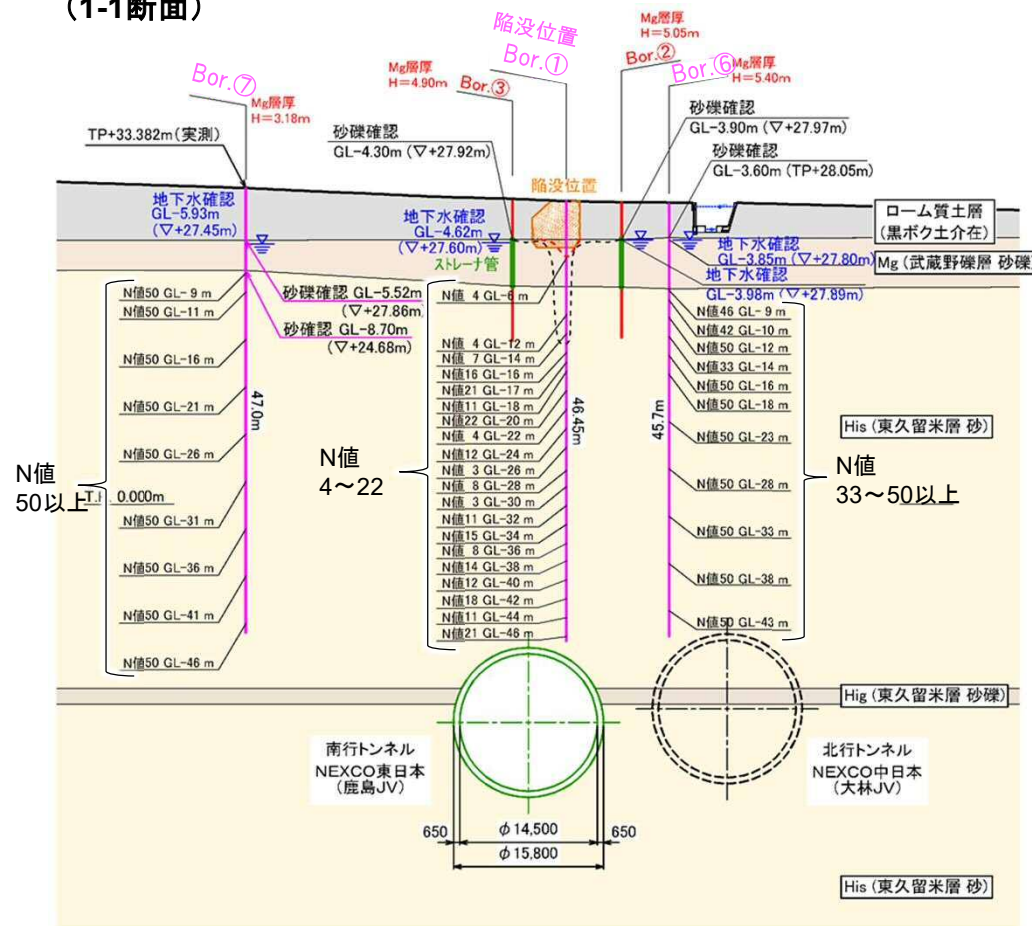 (1-1断面)
陥没位置
Bor.①
Mg層厚
H=5.05m
Bor.②
Bor.⑥
Mg層厚
H=5.40m
Bor.⑦
Mg層厚
H=3.18m
Mg層厚
H=4.90m
Bor.③
TP+33.382m(実測)
砂礫確認
GL-4.30m (▽+27.92m)
砂礫確認
GL-3.90m (▽+27.97m)
砂礫確認
GL-3.60m (TP+28.05m)
陥没位置
地下水確認
GL-5.93m
(▽+27.45m)
地下水確認
GL-4.62m
(▽+27.60m)
ストレーナ管
地下水確認
GL-3.85m (▽+27.80m)
地下水確認
GL-3.98m (▽+27.89m)
ローム質土層
(黒ボク土介在)
Mg (武蔵野礫層 砂礫)
砂礫確認 GL-5.52m
(▽+27.86m)
砂確認 GL-8.70m
(▽+24.68m)
N値50 GL- 9 m
N値50 GL-11 m
N値50 GL-16 m
N値50 GL-21 m
N値50 GL-26 m
N値50 GL-31 m
N値50 GL-36 m
N値50 GL-41 m
N値50 GL-46 m
N値
50以上
T.P. 0.000m
47.0m
N値 4 GL-6 m
N値 4 GL-12 m
N値 7 GL-14 m
N値16 GL-16 m
N値21 GL-17 m
N値11 GL-18 m
N値22 GL-20 m
N値 4 GL-22 m
N値12 GL-24 m
N値 3 GL-26 m
N値 8 GL-28 m
N値 3 GL-30 m
N値11 GL-32 m
N値15 GL-34 m
N値 8 GL-36 m
N値14 GL-38 m
N値12 GL-40 m
N値18 GL-42 m
N値11 GL-44 m
N値21 GL-46 m
N値
4～22
46.45m
45.7m
N値46 GL- 9 m
N値42 GL-10 m
N値50 GL-12 m
N値33 GL-14 m
N値50 GL-16 m
N値50 GL-18 m
N値50 GL-23 m
N値50 GL-28 m
N値50 GL-33 m
N値50 GL-38 m
N値50 GL-43 m
N値
33～50以上
His (東久留米層 砂)
Hig (東久留米層 砂礫)
南行トンネル
NEXCO東日本
(鹿島JV)
北行トンネル
NEXCO中日本
(大林JV)
650
φ14,500
650
φ15,800
His (東久留米層 砂)